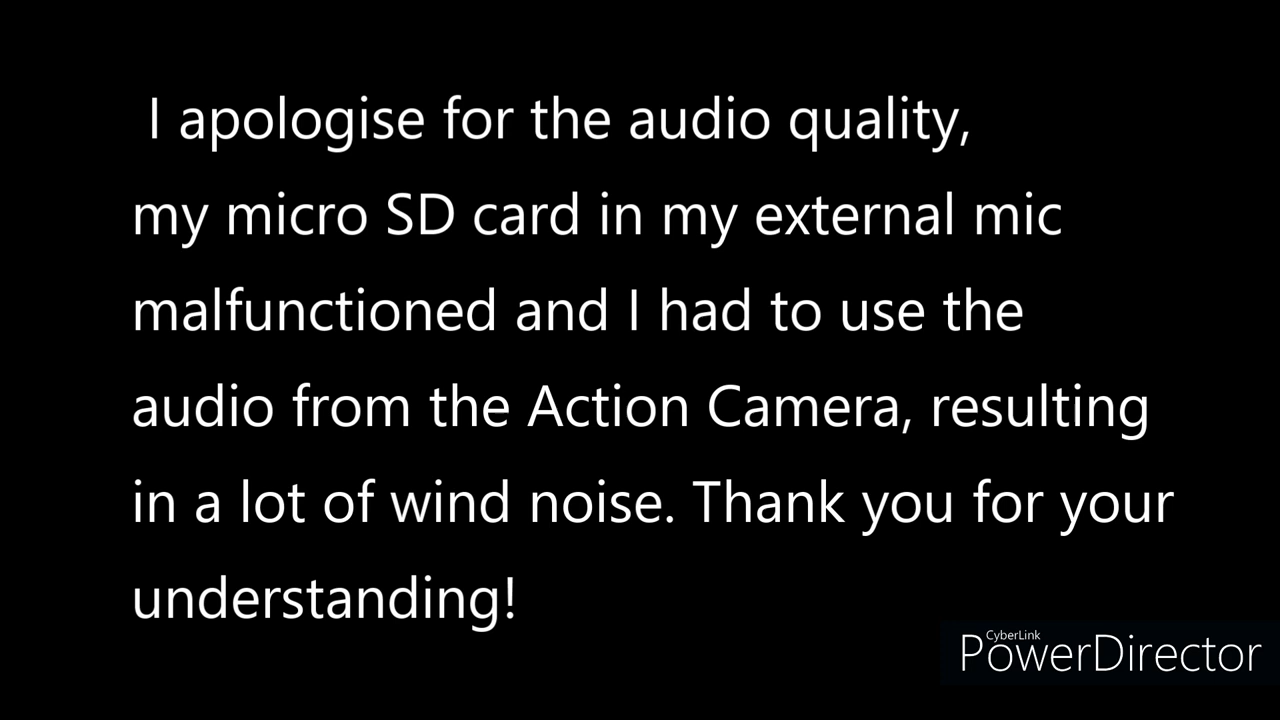 I apologise for the audio quality,
my micro SD card in my external mic
malfunctioned and I had to use the
audio from the Action Camera, resulting
in a lot of wind noise. Thank you for your
understanding!
CyberLink
PowerDirector